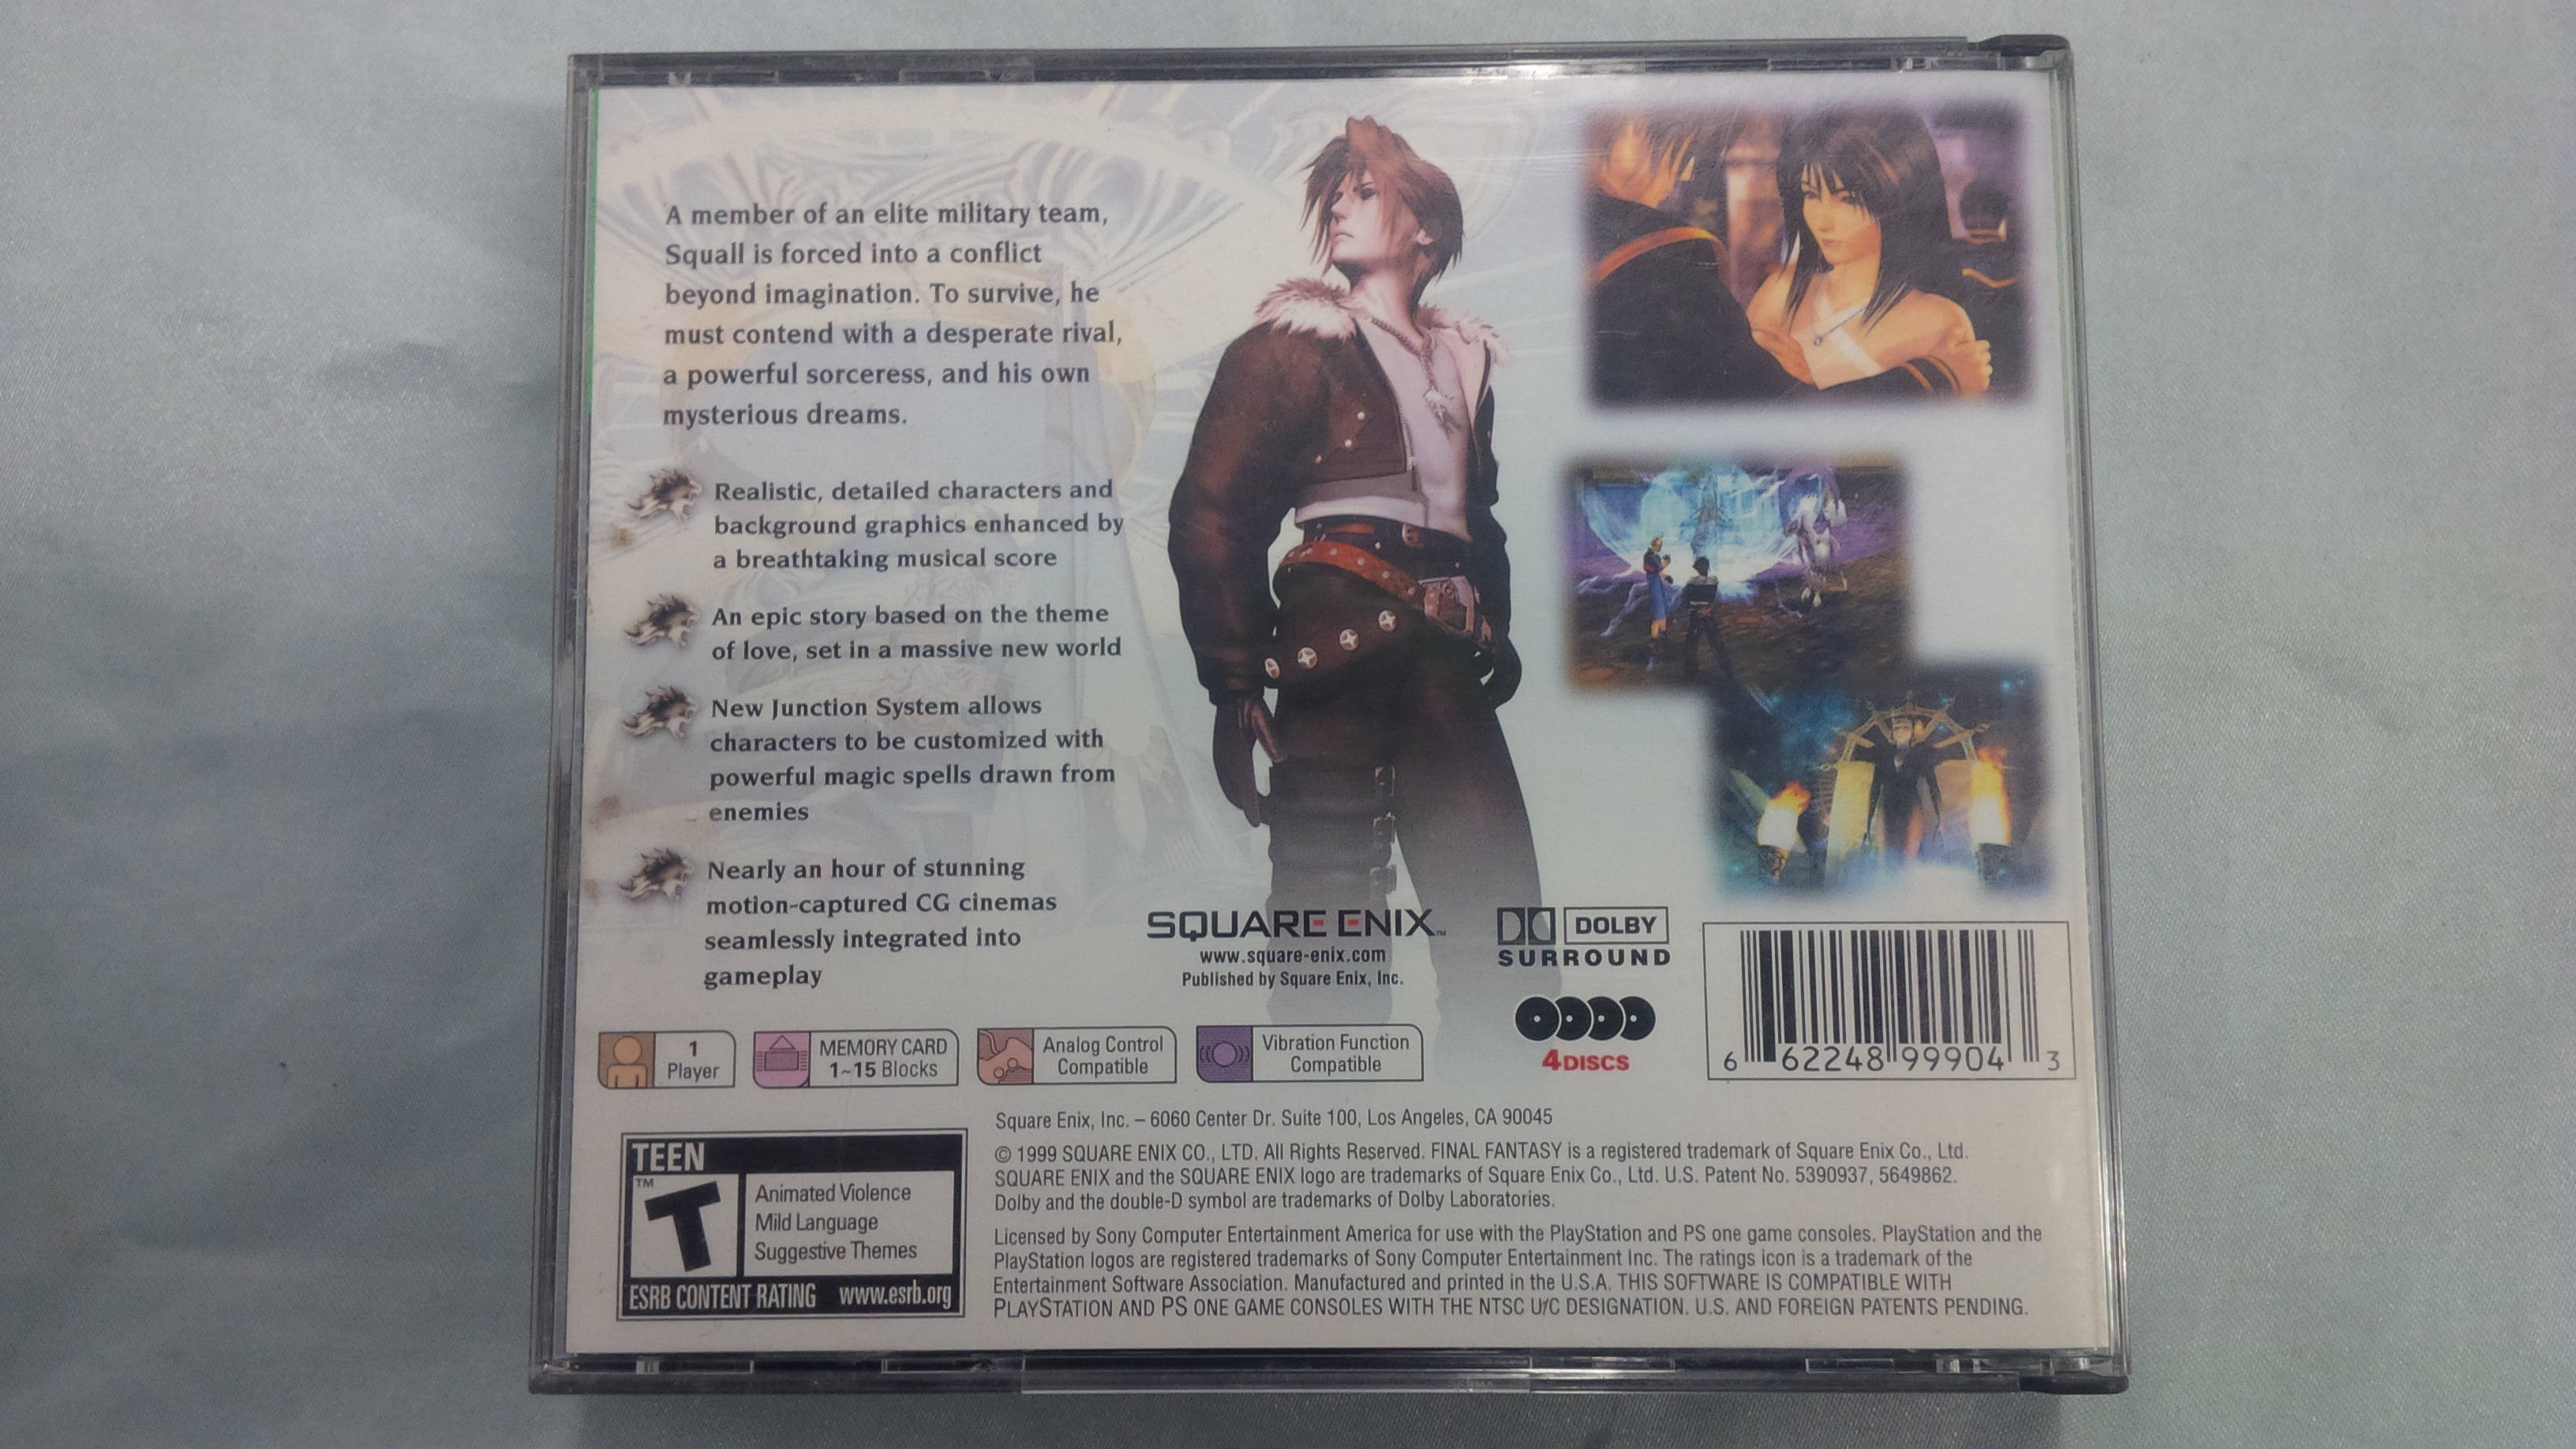 A member of an elite military team,
Squall is forced into a conflict
beyond imagination. To survive, he
must contend with a desperate rival,
a powerful sorceress, and his own
mysterious dreams.
Realistic, detailed characters and
background graphics enhanced by
a breathtaking musical score
An epic story based on the theme
of love, set in a massive new world
New Junction System allows
characters to be customized with
powerful magic spells drawn from
enemies
Nearly an hour of stunning
motion-captured CG cinemas
seamlessly integrated into
gameplay
SQUARE ENIX™
www.square-enix.com
Published by Square Enix, Inc.
DOLBY
SURROUND
4 DISCS
6 62248 99904 3
1
Player
MEMORY CARD
1~15 Blocks
Analog Control
Compatible
Vibration Function
Compatible
TEEN
™
T
Animated Violence
Mild Language
Suggestive Themes
ESRB CONTENT RATING www.esrb.org
Square Enix, Inc. – 6060 Center Dr. Suite 100, Los Angeles, CA 90045
© 1999 SQUARE ENIX CO., LTD. All Rights Reserved. FINAL FANTASY is a registered trademark of Square Enix Co., Ltd.
SQUARE ENIX and the SQUARE ENIX logo are trademarks of Square Enix Co., Ltd. U.S. Patent No. 5390937, 5649862.
Dolby and the double-D symbol are trademarks of Dolby Laboratories.
Licensed by Sony Computer Entertainment America for use with the PlayStation and PS one game consoles. PlayStation and the
PlayStation logos are registered trademarks of Sony Computer Entertainment Inc. The ratings icon is a trademark of the
Entertainment Software Association. Manufactured and printed in the U.S.A. THIS SOFTWARE IS COMPATIBLE WITH
PLAYSTATION AND PS ONE GAME CONSOLES WITH THE NTSC U/C DESIGNATION. U.S. AND FOREIGN PATENTS PENDING.